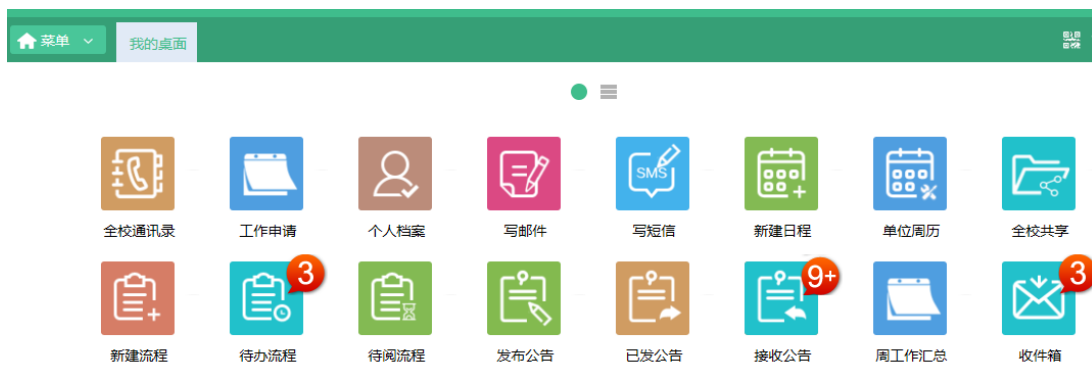 菜单
我的桌面
SMS
全校通讯录 工作申请 个人档案 写邮件 写短信 新建日程 单位周历 全校共享
3 9+ 3
新建流程 待办流程 待阅流程 发布公告 已发公告 接收公告 周工作汇总 收件箱